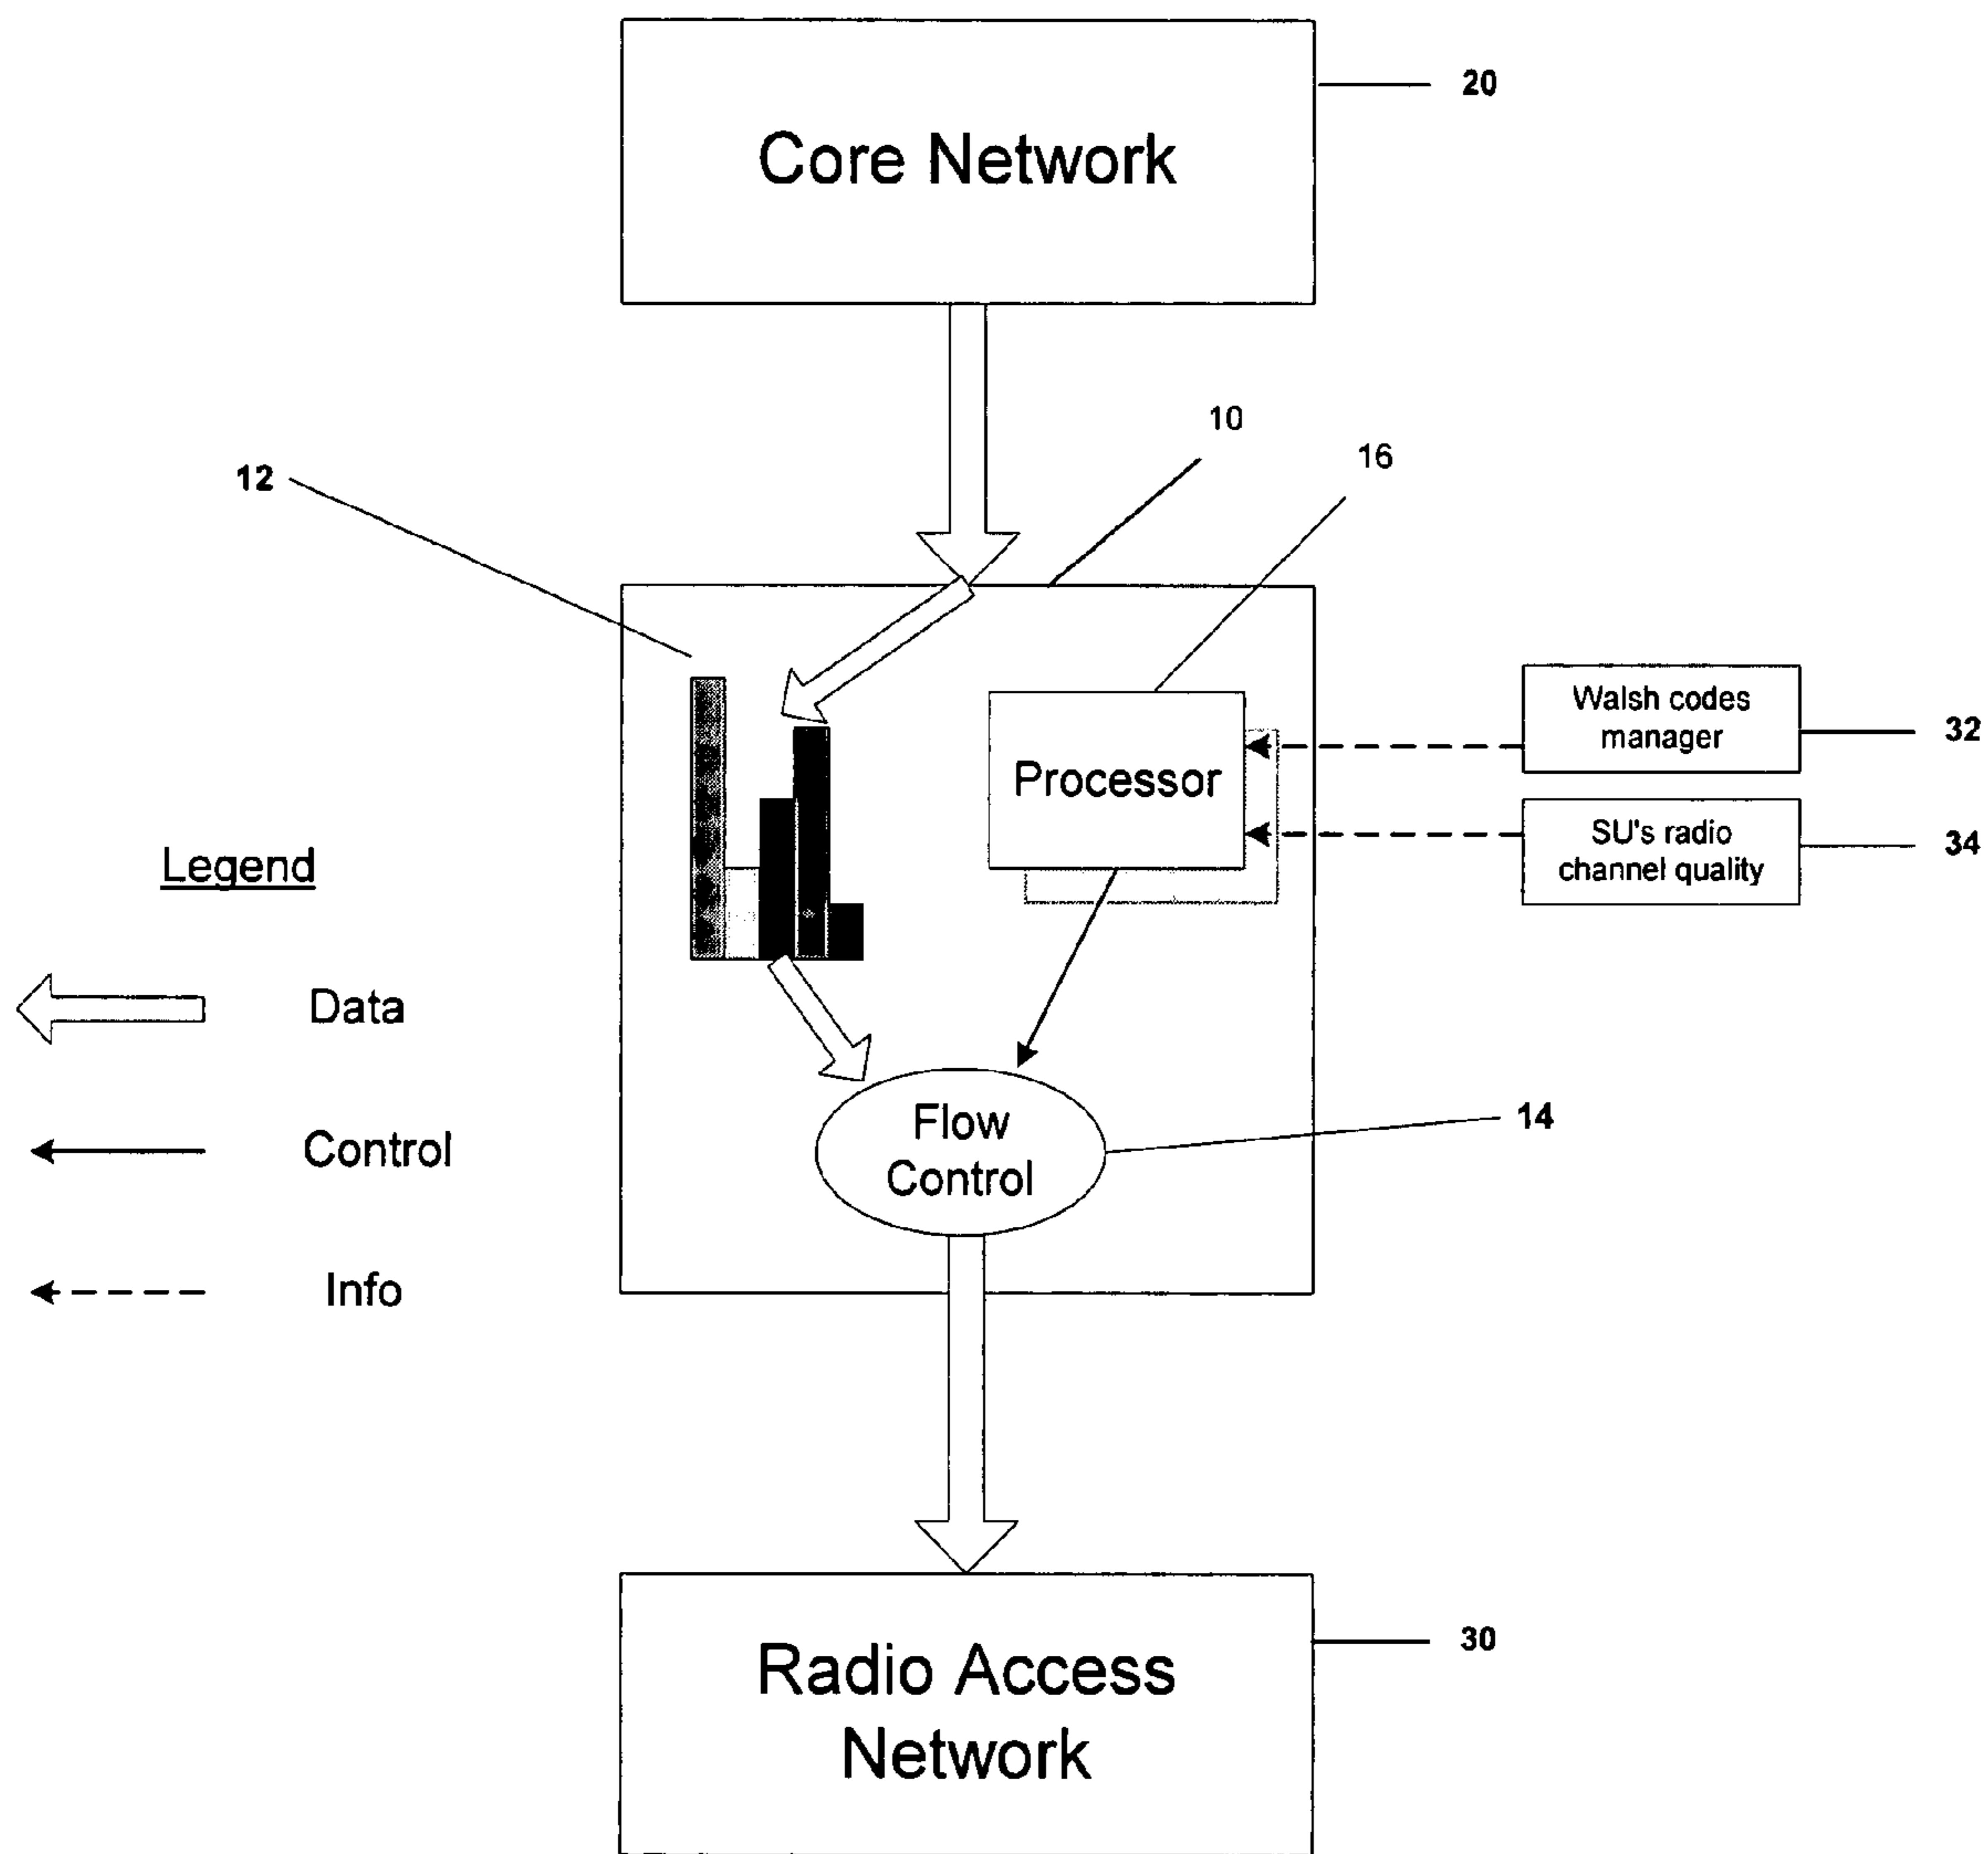 Core Network
20
10
16
12
Walsh codes
manager
32
Processor
SU's radio
channel quality
34
Legend
Data
Flow
Control
14
Control
Info
Radio Access
Network
30